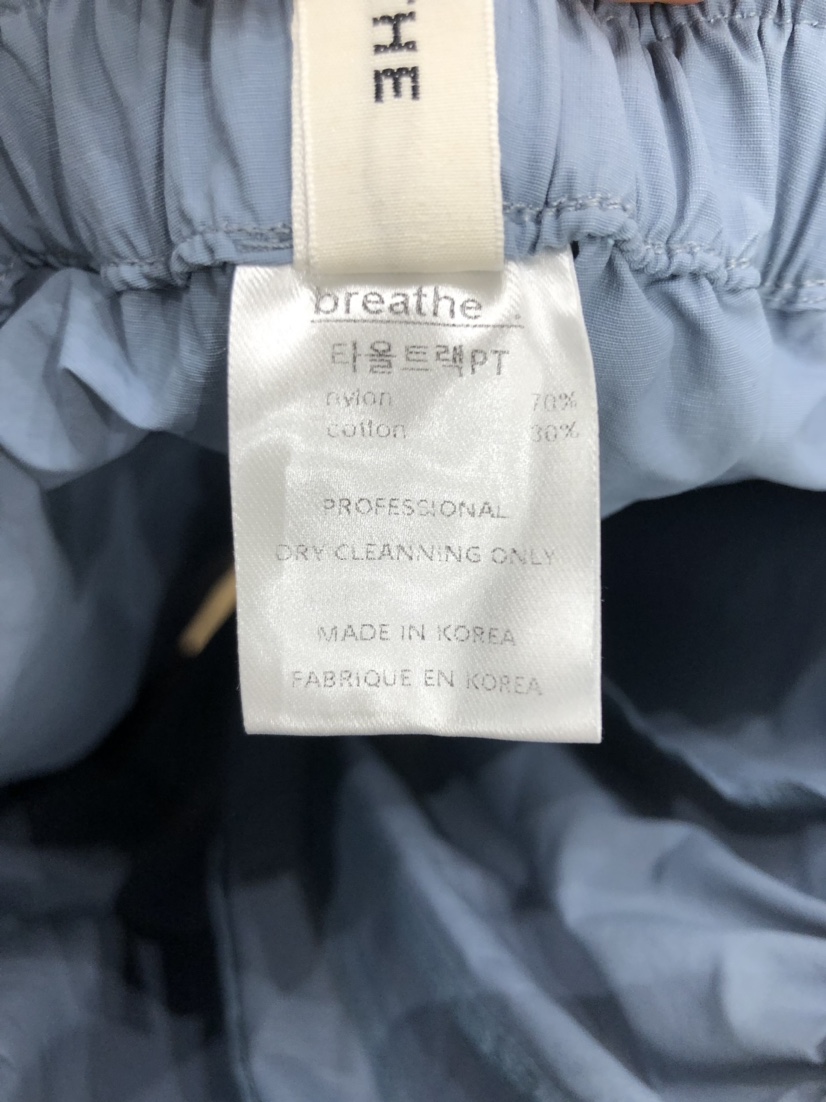 THE
breathe
타올트랙PT
nylon 70%
cotton 30%
PROFESSIONAL
DRY CLEANNING ONLY
MADE IN KOREA
FABRIQUE EN KOREA